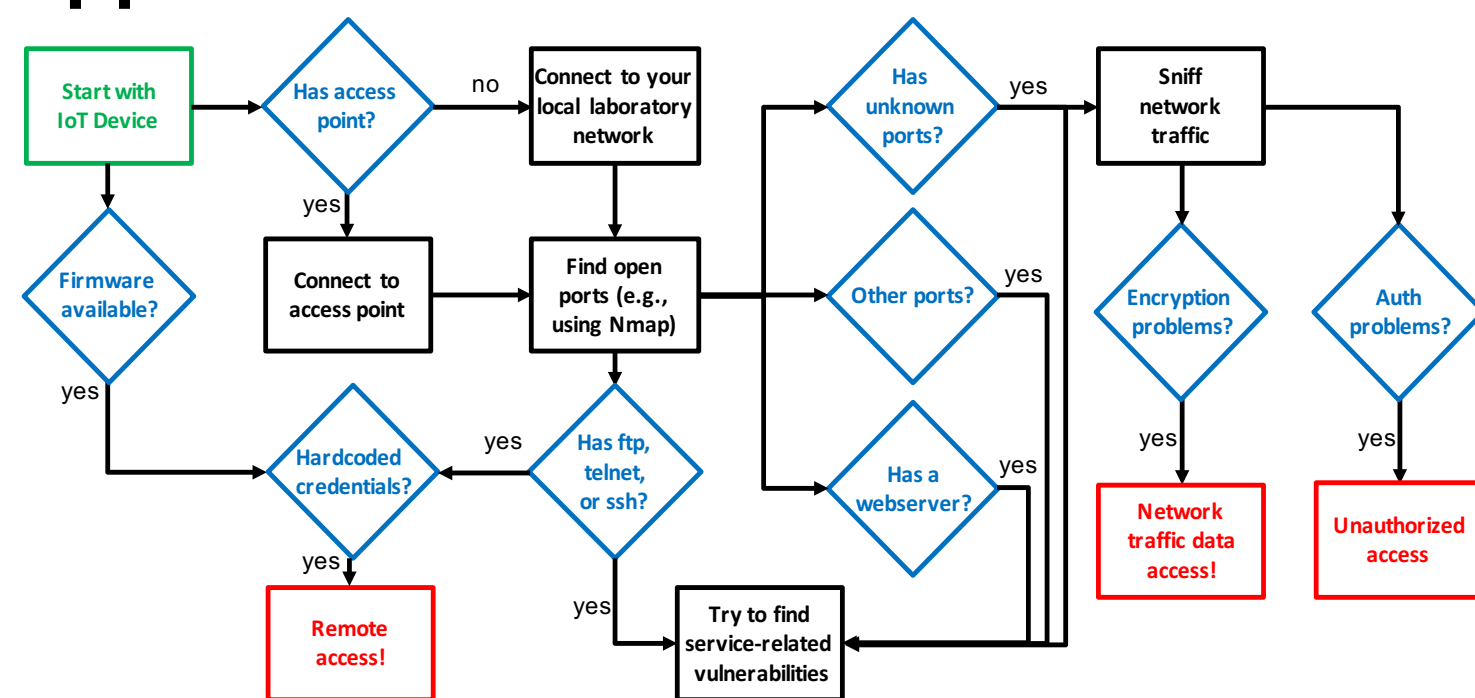 Start with
IoT Device
Has access
point?
no
Connect to your
local laboratory
network
Has
unknown
ports?
yes
Sniff
network
traffic
yes
yes
Firmware
available?
Connect to
access point
Find open
ports (e.g.,
using Nmap)
Other ports?
yes
Encryption
problems?
Auth
problems?
yes
Hardcoded
credentials?
yes
Has ftp,
telnet,
or ssh?
Has a
webserver?
yes
yes
yes
Network
traffic data
access!
Unauthorized
access
yes
Remote
access!
yes
Try to find
service-related
vulnerabilities